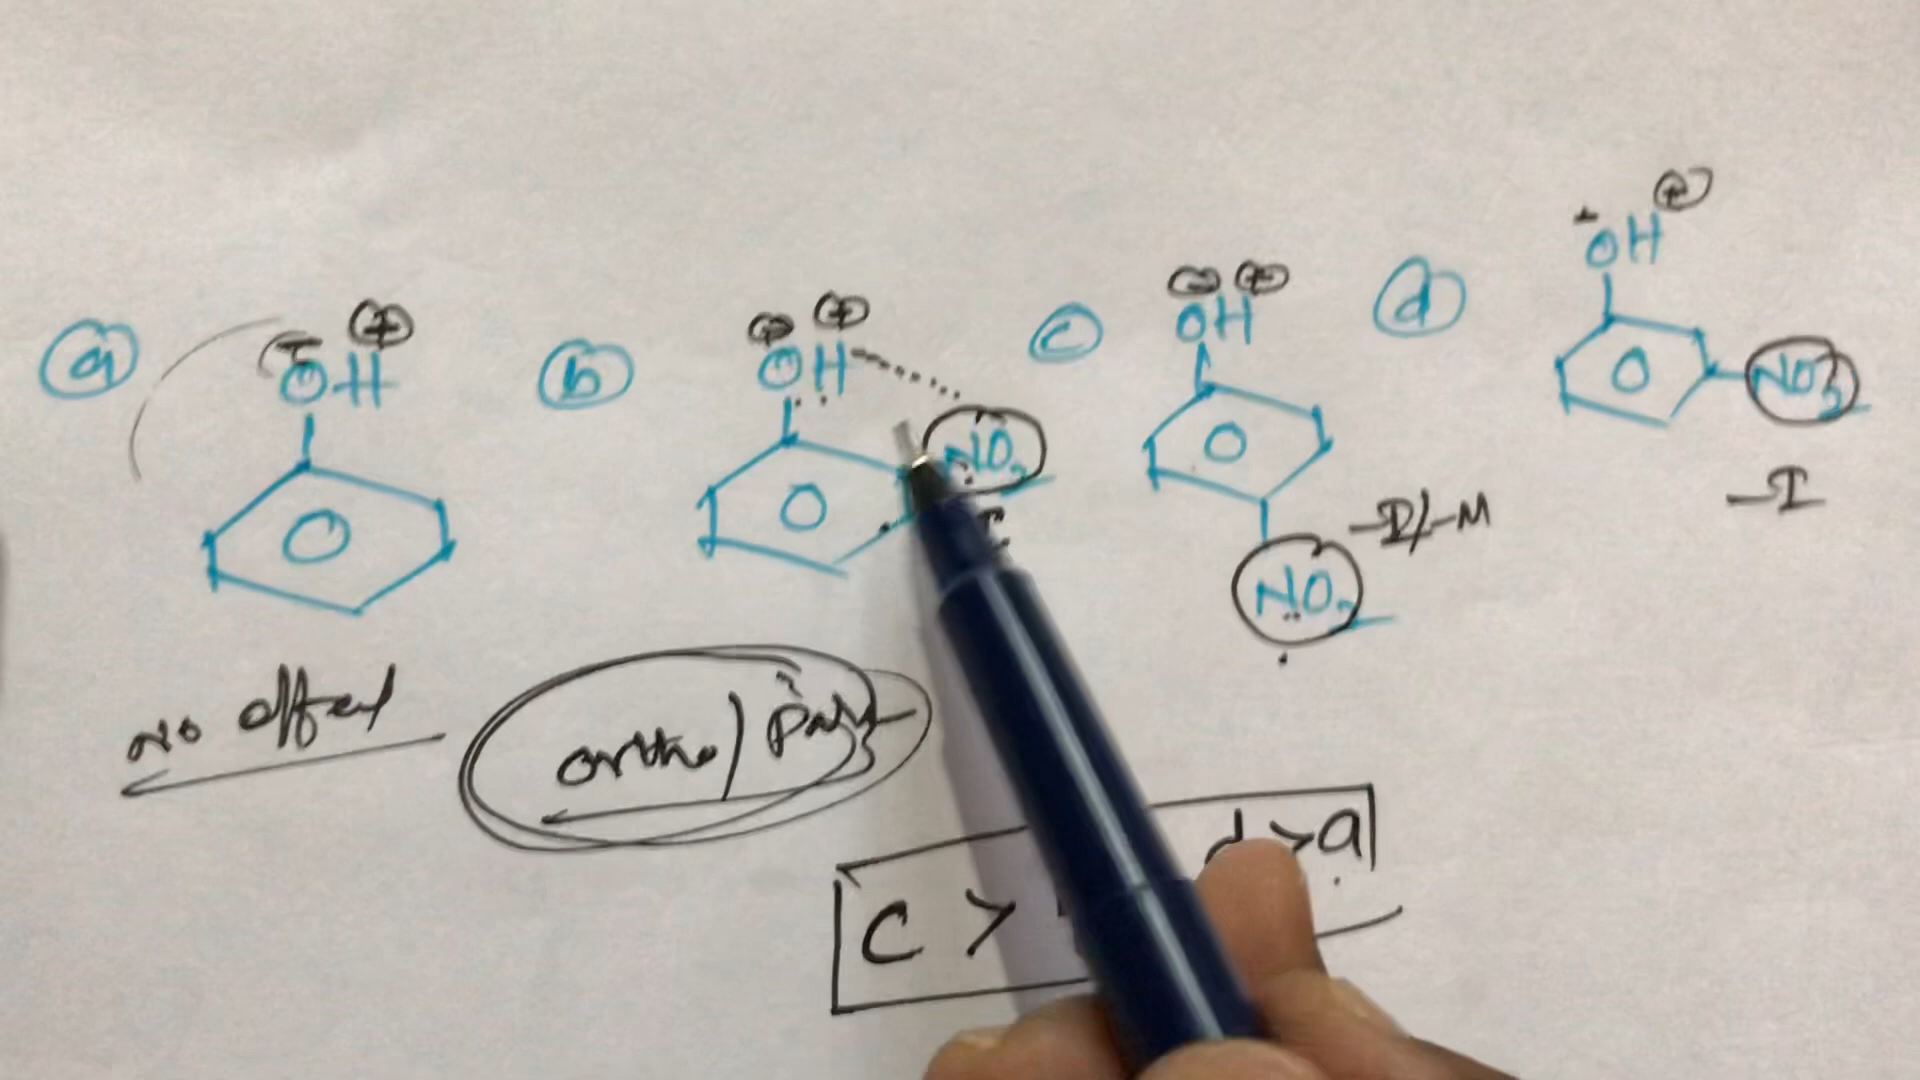 a OH
b OH NO2
c OH NO2 -I/-M
d OH NO2 -I
no effect
ortho/Para
c > d>a